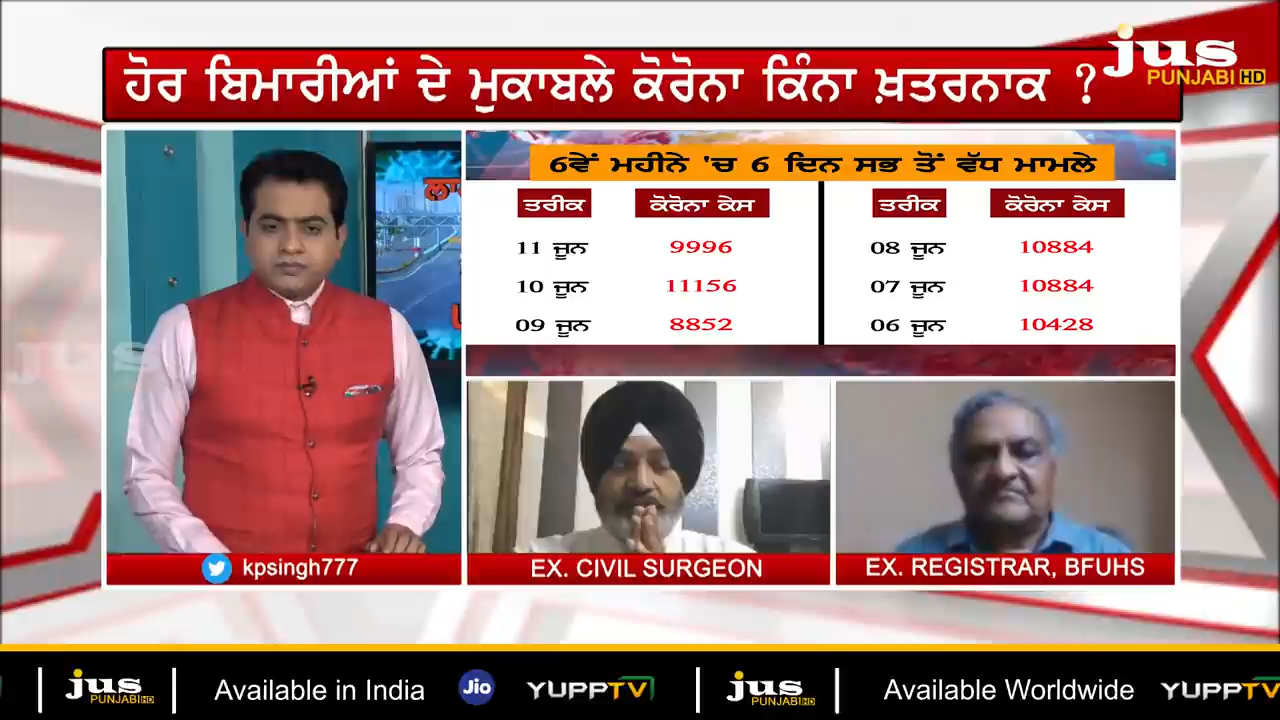 ਹੋਰ ਬਿਮਾਰੀਆਂ ਦੇ ਮੁਕਾਬਲੇ ਕੋਰੋਨਾ ਕਿੰਨਾ ਖ਼ਤਰਨਾਕ ?
jus
PUNJABI HD
6ਵੇਂ ਮਹੀਨੇ 'ਚ 6 ਦਿਨ ਸਭ ਤੋਂ ਵੱਧ ਮਾਮਲੇ
ਤਰੀਕ ਕੋਰੋਨਾ ਕੇਸ ਤਰੀਕ ਕੋਰੋਨਾ ਕੇਸ
11 ਜੂਨ 9996 08 ਜੂਨ 10884
10 ਜੂਨ 11156 07 ਜੂਨ 10884
09 ਜੂਨ 8852 06 ਜੂਨ 10428
jus
kpsingh777
EX. CIVIL SURGEON
EX. REGISTRAR, BFUHS
jus PUNJABI HD Available in India Jio YUPPTV jus PUNJABI HD Available Worldwide YUPPTV